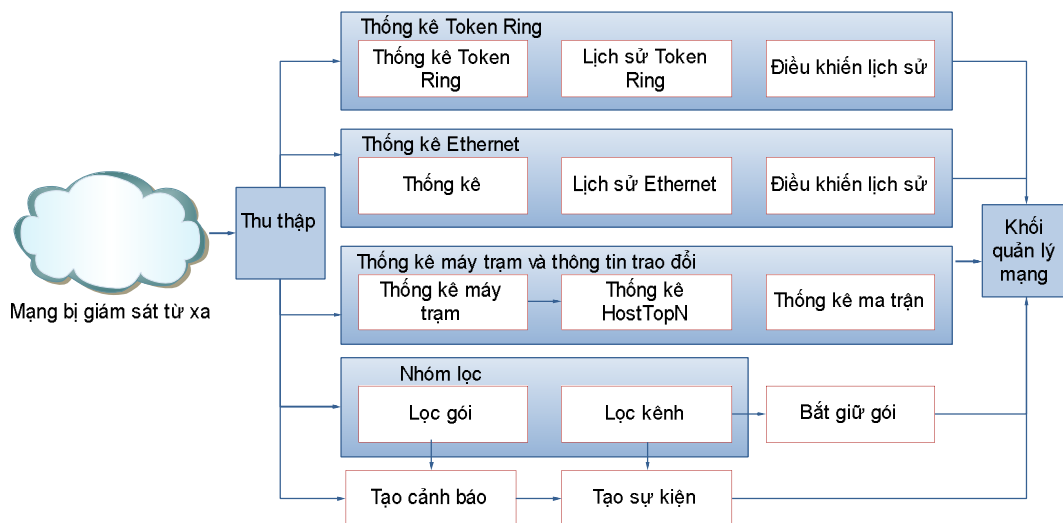 Thống kê Token Ring
Thống kê Token
Ring
Lịch sử Token
Ring
Điều khiến lịch sử
Thống kê Ethernet
Thống kê
Lịch sử Ethernet
Điều khiến lịch sử
Thu thập
Mạng bị giám sát từ xa
Khối
quản lý
mạng
Thống kê máy trạm và thông tin trao đổi
Thống kê máy
trạm
Thống kê
HostTopN
Thống kê ma trận
Nhóm lọc
Lọc gói
Lọc kênh
Bắt giữ gói
Tạo cảnh báo
Tạo sự kiện